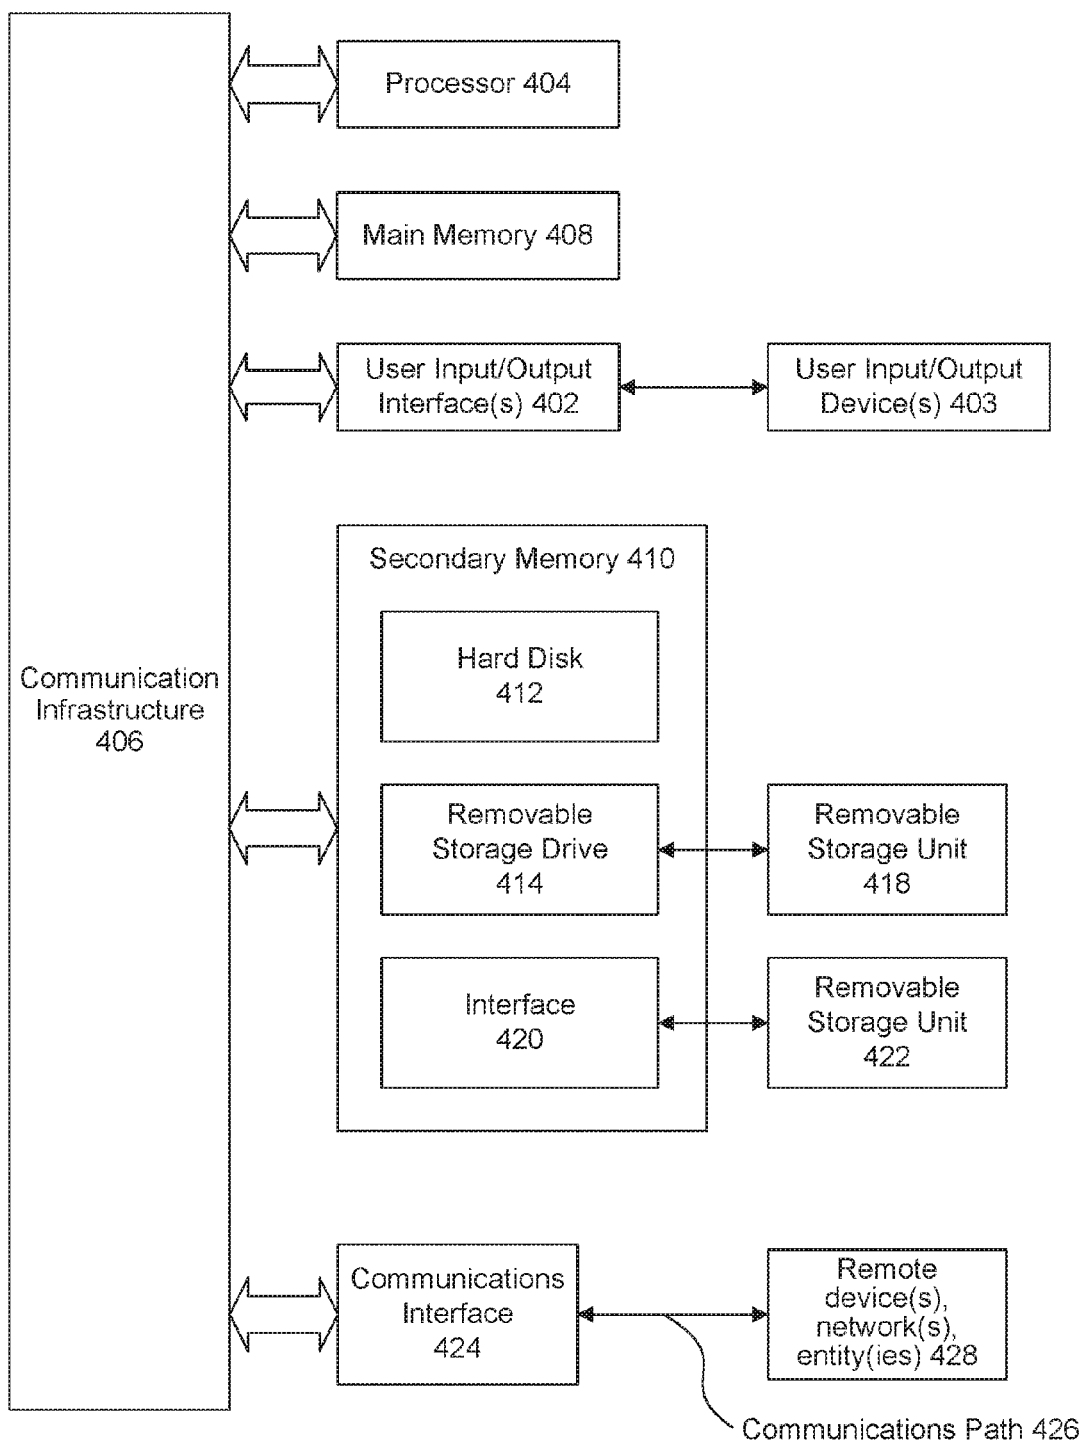 Processor 404
Main Memory 408
User Input/Output
Interface(s) 402
User Input/Output
Device(s) 403
Secondary Memory 410
Hard Disk
412
Communication
Infrastructure
406
Removable
Storage Drive
414
Removable
Storage Unit
418
Interface
420
Removable
Storage Unit
422
Communications
Interface
424
Remote
device(s),
network(s),
entity(ies) 428
Communications Path 426